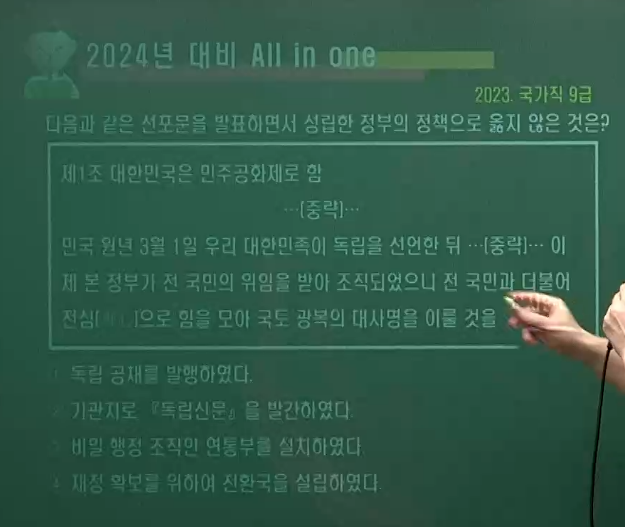 2024년 대비 All in one
2023. 국가직 9급
다음과 같은 선포문을 발표하면서 성립한 정부의 정책으로 옳지 않은 것은?
제1조 대한민국은 민주공화제로 함
…[중략]…
민국 원년 3월 1일 우리 대한민족이 독립을 선언한 뒤 …[중략]… 이
제 본 정부가 전 국민의 위임을 받아 조직되었으니 전 국민과 더불어
전심[ ]으로 힘을 모아 국토 광복의 대사명을 이룰 것을
독립 공채를 발행하였다.
기관지로 『독립신문』을 발간하였다.
비밀 행정 조직인 연통부를 설치하였다.
재정 확보를 위하여 전환국을 설립하였다.